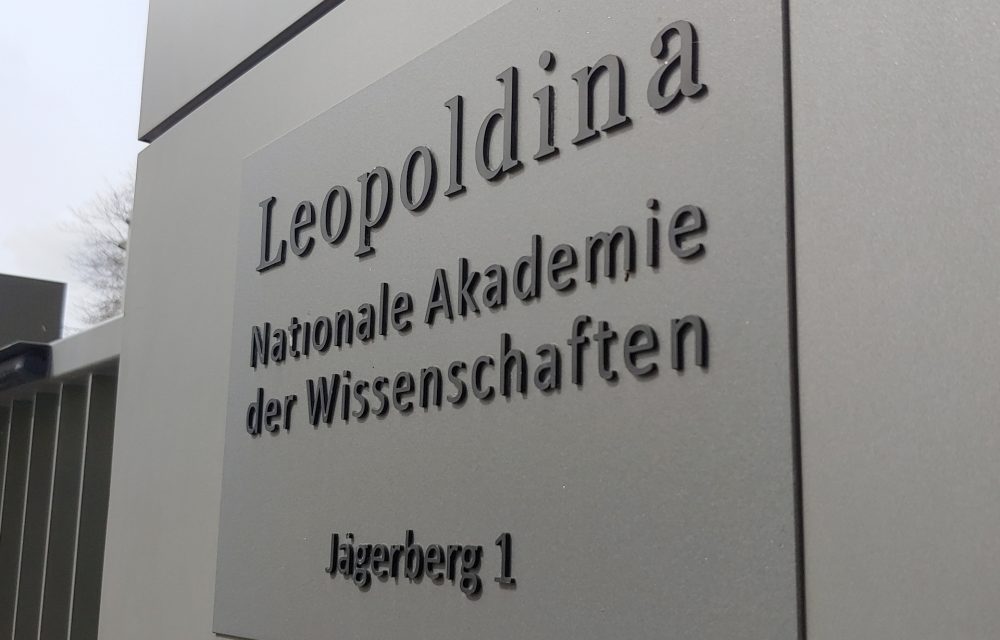 Leopoldina
Nationale Akademie
der Wissenschaften
Jägerberg 1